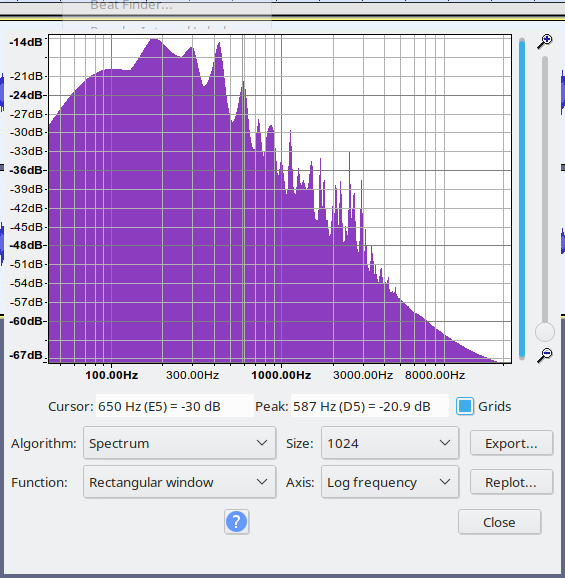 Beat Finder...
-14dB
-21dB
-24dB
-27dB
-30dB
-33dB
-36dB
-39dB
-42dB
-45dB
-48dB
-51dB
-54dB
-57dB
-60dB
-67dB
100.00Hz 300.00Hz 1000.00Hz 3000.00Hz 8000.00Hz
Cursor: 650 Hz (E5) = -30 dB Peak: 587 Hz (D5) = -20.9 dB Grids
Algorithm: Spectrum Size: 1024 Export...
Function: Rectangular window Axis: Log frequency Replot...
? Close